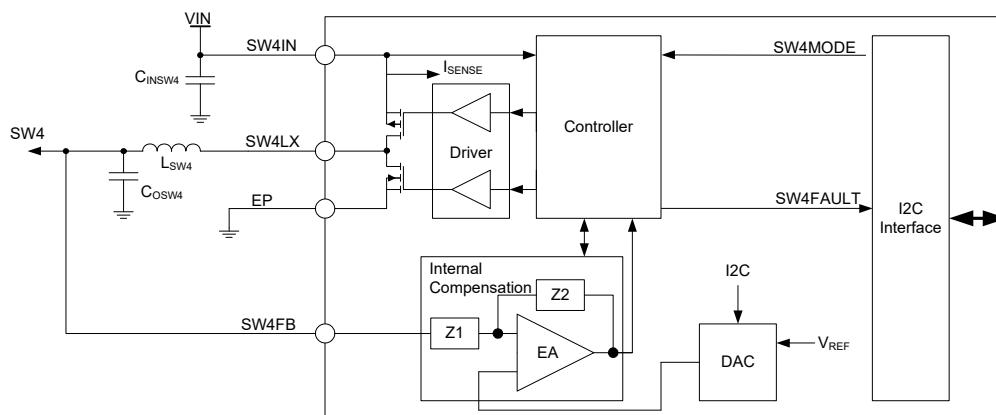 VIN
SW4IN
SW4MODE
CINSW4
ISENSE
Controller
SW4
SW4LX
Driver
LSW4
COSW4
EP
SW4FAULT
I2C
Interface
Internal
Compensation
I2C
Z2
SW4FB
Z1
EA
DAC
VREF